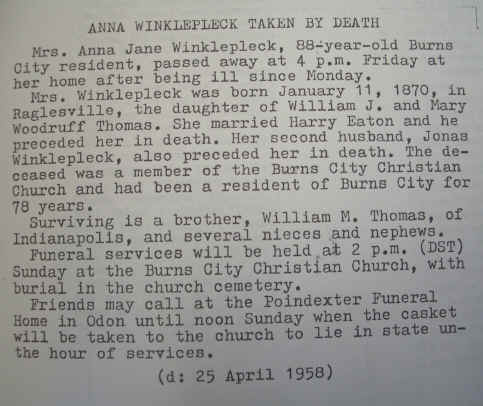 ANNA WINKLEPLECK TAKEN BY DEATH
Mrs. Anna Jane Winklepleck, 88-year-old Burns
City resident, passed away at 4 p.m. Friday at
her home after being ill since Monday.
Mrs. Winklepleck was born January 11, 1870, in
Raglesville, the daughter of William J. and Mary
Woodruff Thomas. She married Harry Eaton and he
preceded her in death. Her second husband, Jonas
Winklepleck, also preceded her in death. The de-
ceased was a member of the Burns City Christian
Church and had been a resident of Burns City for
78 years.
Surviving is a brother, William M. Thomas, of
Indianapolis, and several nieces and nephews.
Funeral services will be held at 2 p.m. (DST)
Sunday at the Burns City Christian Church, with
burial in the church cemetery.
Friends may call at the Poindexter Funeral
Home in Odon until noon Sunday when the casket
will be taken to the church to lie in state un-
the hour of services.
(d: 25 April 1958)